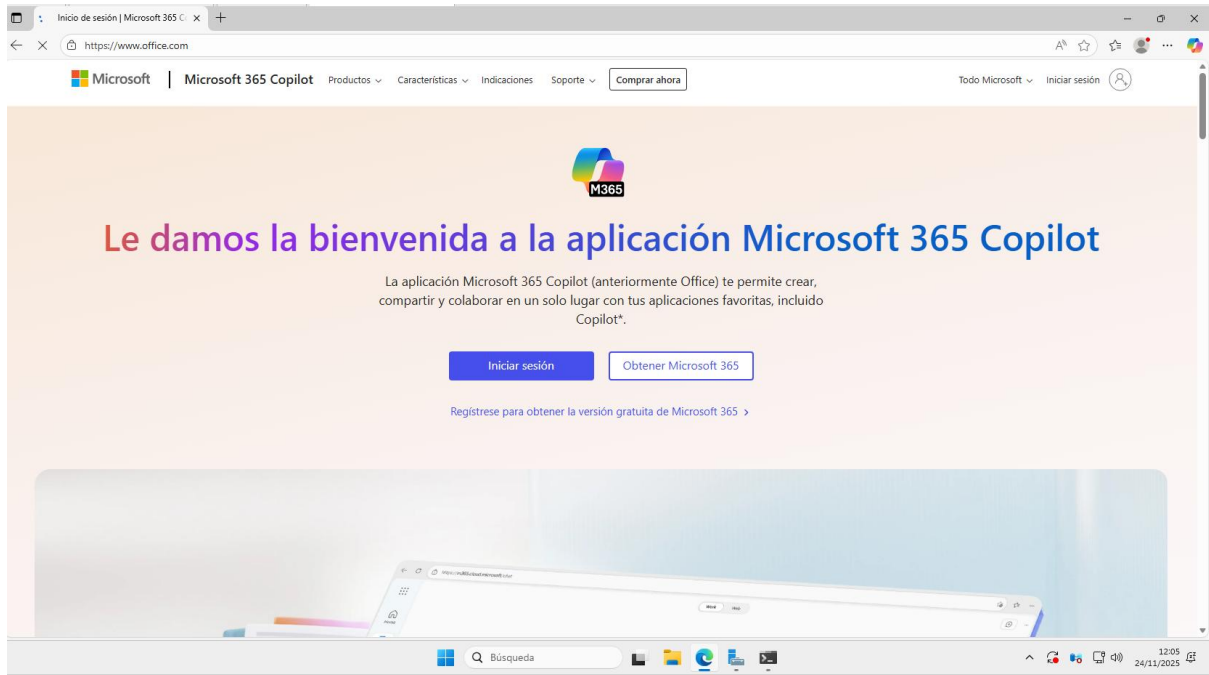 Inicio de sesión | Microsoft 365 C
https://www.office.com
Microsoft | Microsoft 365 Copilot Productos Características Indicaciones Soporte Comprar ahora Todo Microsoft Iniciar sesión
M365
Le damos la bienvenida a la aplicación Microsoft 365 Copilot
La aplicación Microsoft 365 Copilot (anteriormente Office) te permite crear,
compartir y colaborar en un solo lugar con tus aplicaciones favoritas, incluido
Copilot*.
Iniciar sesión Obtener Microsoft 365
Regístrese para obtener la versión gratuita de Microsoft 365
Búsqueda
12:05
24/11/2025